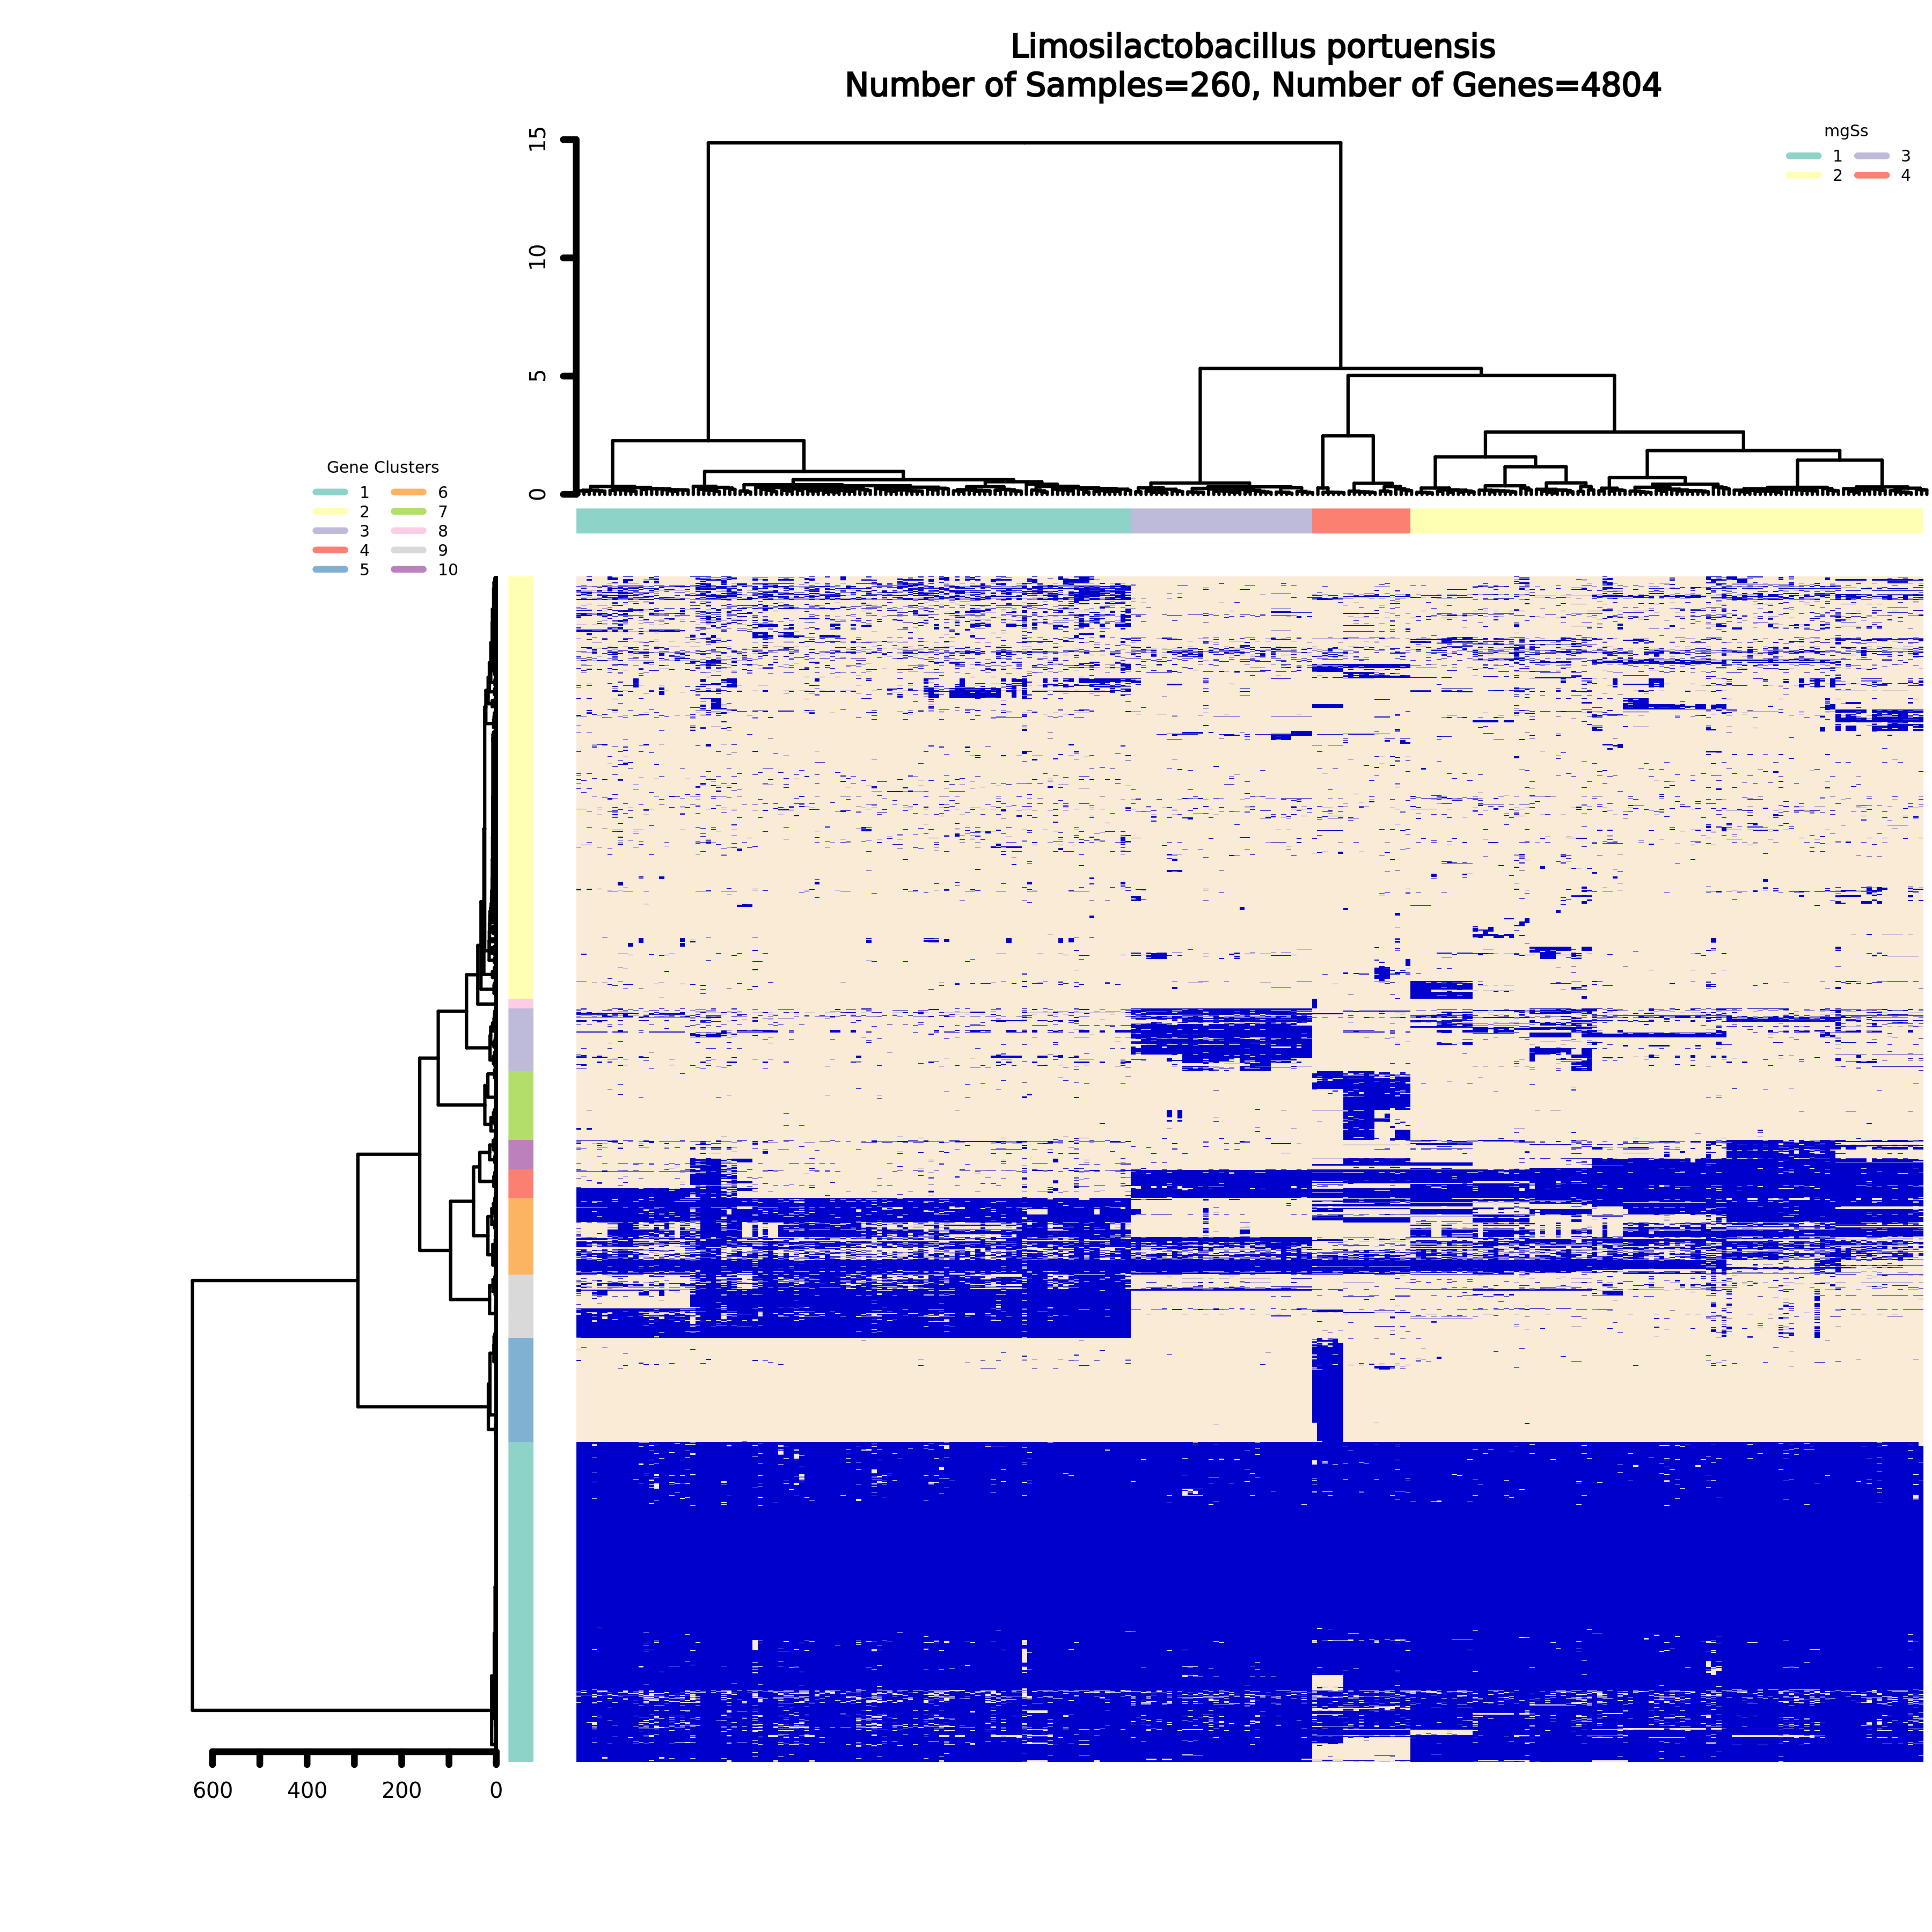 Limosilactobacillus portuensis
Number of Samples=260, Number of Genes=4804
mgSs
1 3
2 4
15
10
5
0
Gene Clusters
1 6
2 7
3 8
4 9
5 10
600 400 200 0